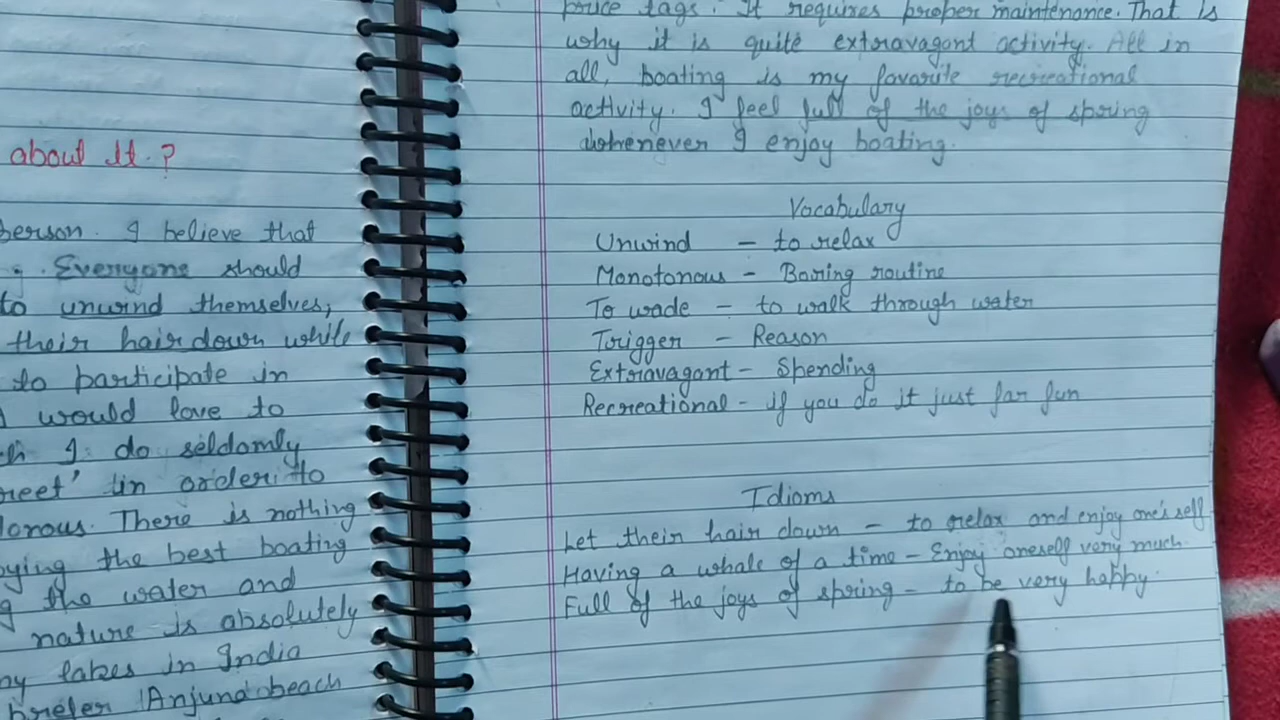 about it.?
person. I believe that
Everyone should
to unwind themselves,
their hair down while
to participate in
would love to
I do seldomly
in order to
There is nothing
the best boating
the water and
nature is absolutely
lakes in India
prefer Anjuna beach
price tags. It requires proper maintenance. That is
why it is quite extravagant activity. All in
all, boating is my favorite recreational
activity. I feel full of the joys of spring
whenever I enjoy boating.
Vocabulary
Unwind - to relax
Monotonous - Boring routine
To wade - to walk through water
Trigger - Reason
Extravagant - Spending
Recreational - if you do it just for fun
Idioms
Let their hair down - to relax and enjoy one's self
Having a whale of a time - Enjoy oneself very much.
Full of the joys of spring - to be very happy.